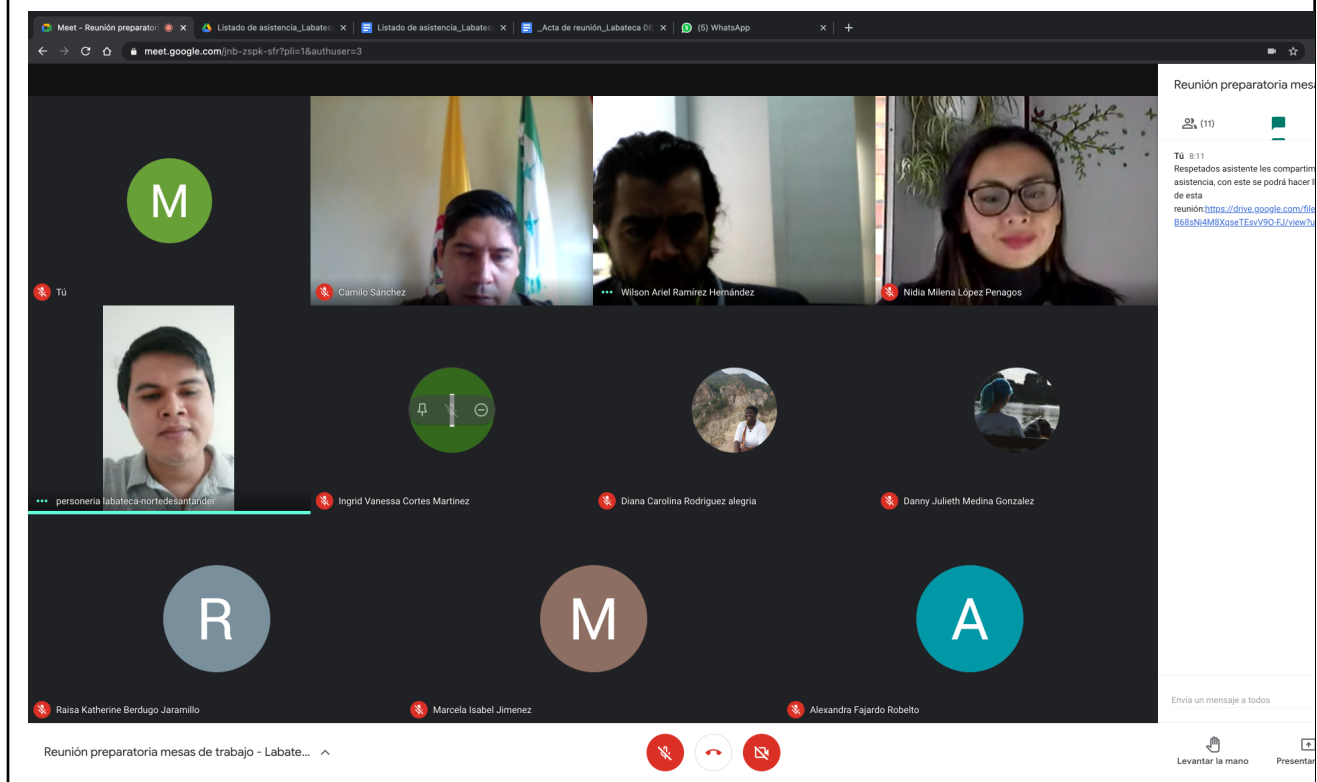 Meet - Reunión preparatori
Listado de asistencia_Labatec
Listado de asistencia_Labatec
_Acta de reunión_Labateca 06
(5) WhatsApp
meet.google.com/jnb-zspk-sfr?pli=1&authuser=3
Reunión preparatoria mesa
(11)
Tú 8:11
Respetados asistente les compartim
asistencia, con este se podrá hacer l
de esta
reunión:https://drive.google.com/file
B68sNj4M8XqseTEsvV9O-FJ/view?u
M
Tú
Camilo Sánchez
Wilson Ariel Ramírez Hernández
Nidia Milena López Penagos
personeria labateca-nortedesantander
I
Ingrid Vanessa Cortes Martinez
Diana Carolina Rodriguez alegria
Danny Julieth Medina Gonzalez
R
M
A
Raisa Katherine Berdugo Jaramillo
Marcela Isabel Jimenez
Alexandra Fajardo Robelto
Envía un mensaje a todos
Reunión preparatoria mesas de trabajo - Labate...
Levantar la mano
Presentar